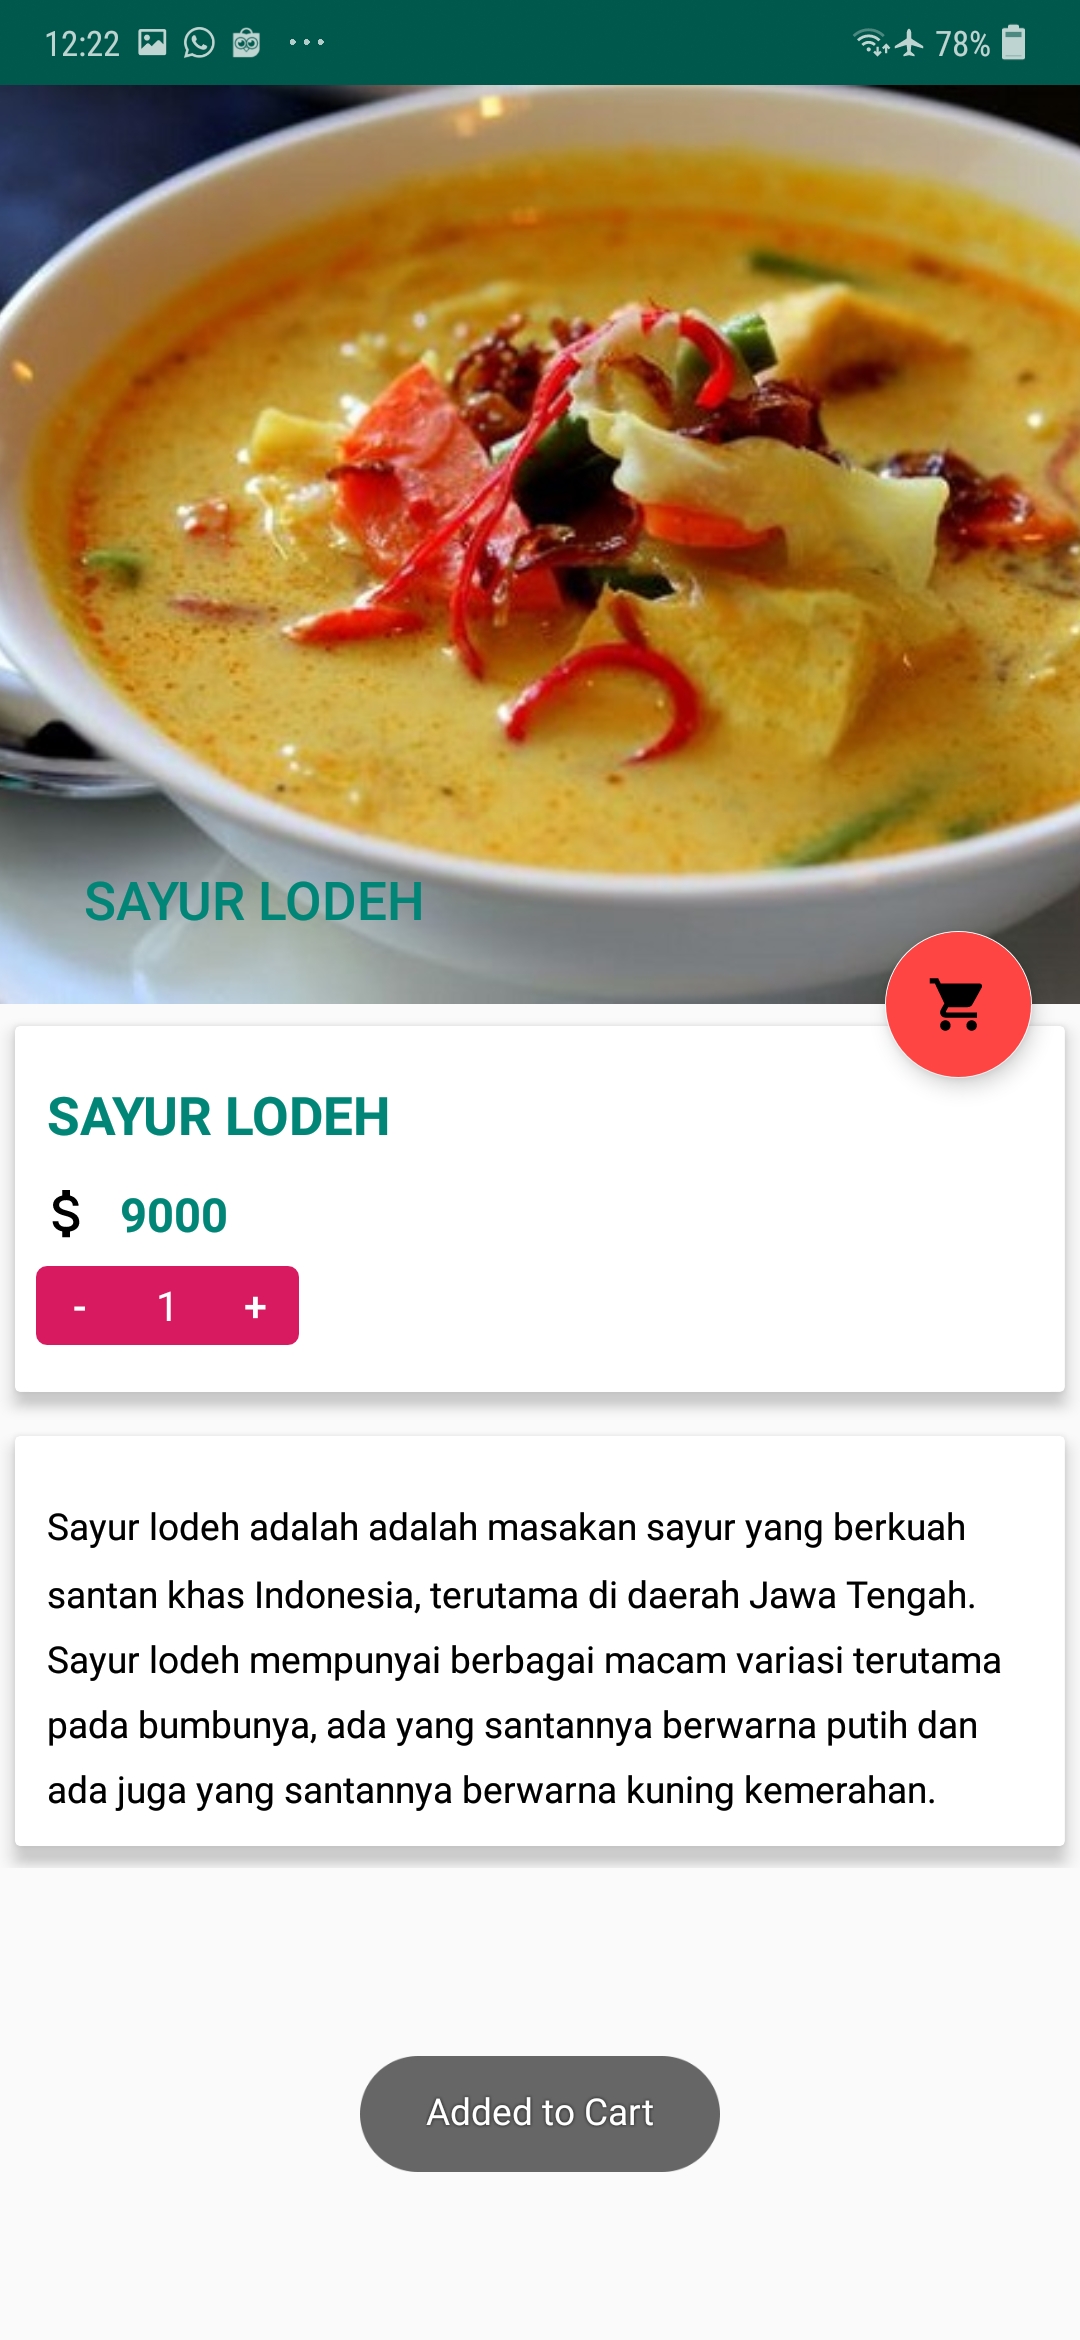 12:22
78%
SAYUR LODEH
SAYUR LODEH
$ 9000
- 1 +
Sayur lodeh adalah adalah masakan sayur yang berkuah
santan khas Indonesia, terutama di daerah Jawa Tengah.
Sayur lodeh mempunyai berbagai macam variasi terutama
pada bumbunya, ada yang santannya berwarna putih dan
ada juga yang santannya berwarna kuning kemerahan.
Added to Cart